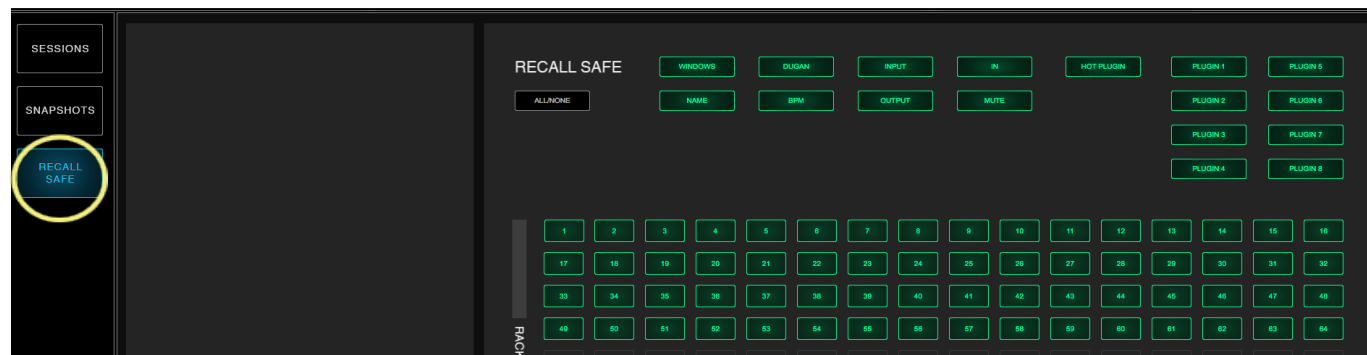 SESSIONS
SNAPSHOTS
RECALL
SAFE
RECALL SAFE
WINDOWS DUGAN INPUT IN HOT PLUGIN PLUGIN 1 PLUGIN 5
ALL/NONE NAME BPM OUTPUT MUTE PLUGIN 2 PLUGIN 6
PLUGIN 3 PLUGIN 7
PLUGIN 4 PLUGIN 8
1 2 3 4 5 6 7 8 9 10 11 12 13 14 15 16
17 18 19 20 21 22 23 24 25 26 27 28 29 30 31 32
33 34 35 36 37 38 39 40 41 42 43 44 45 46 47 48
49 50 51 52 53 54 55 56 57 58 59 60 61 62 63 64
RACK